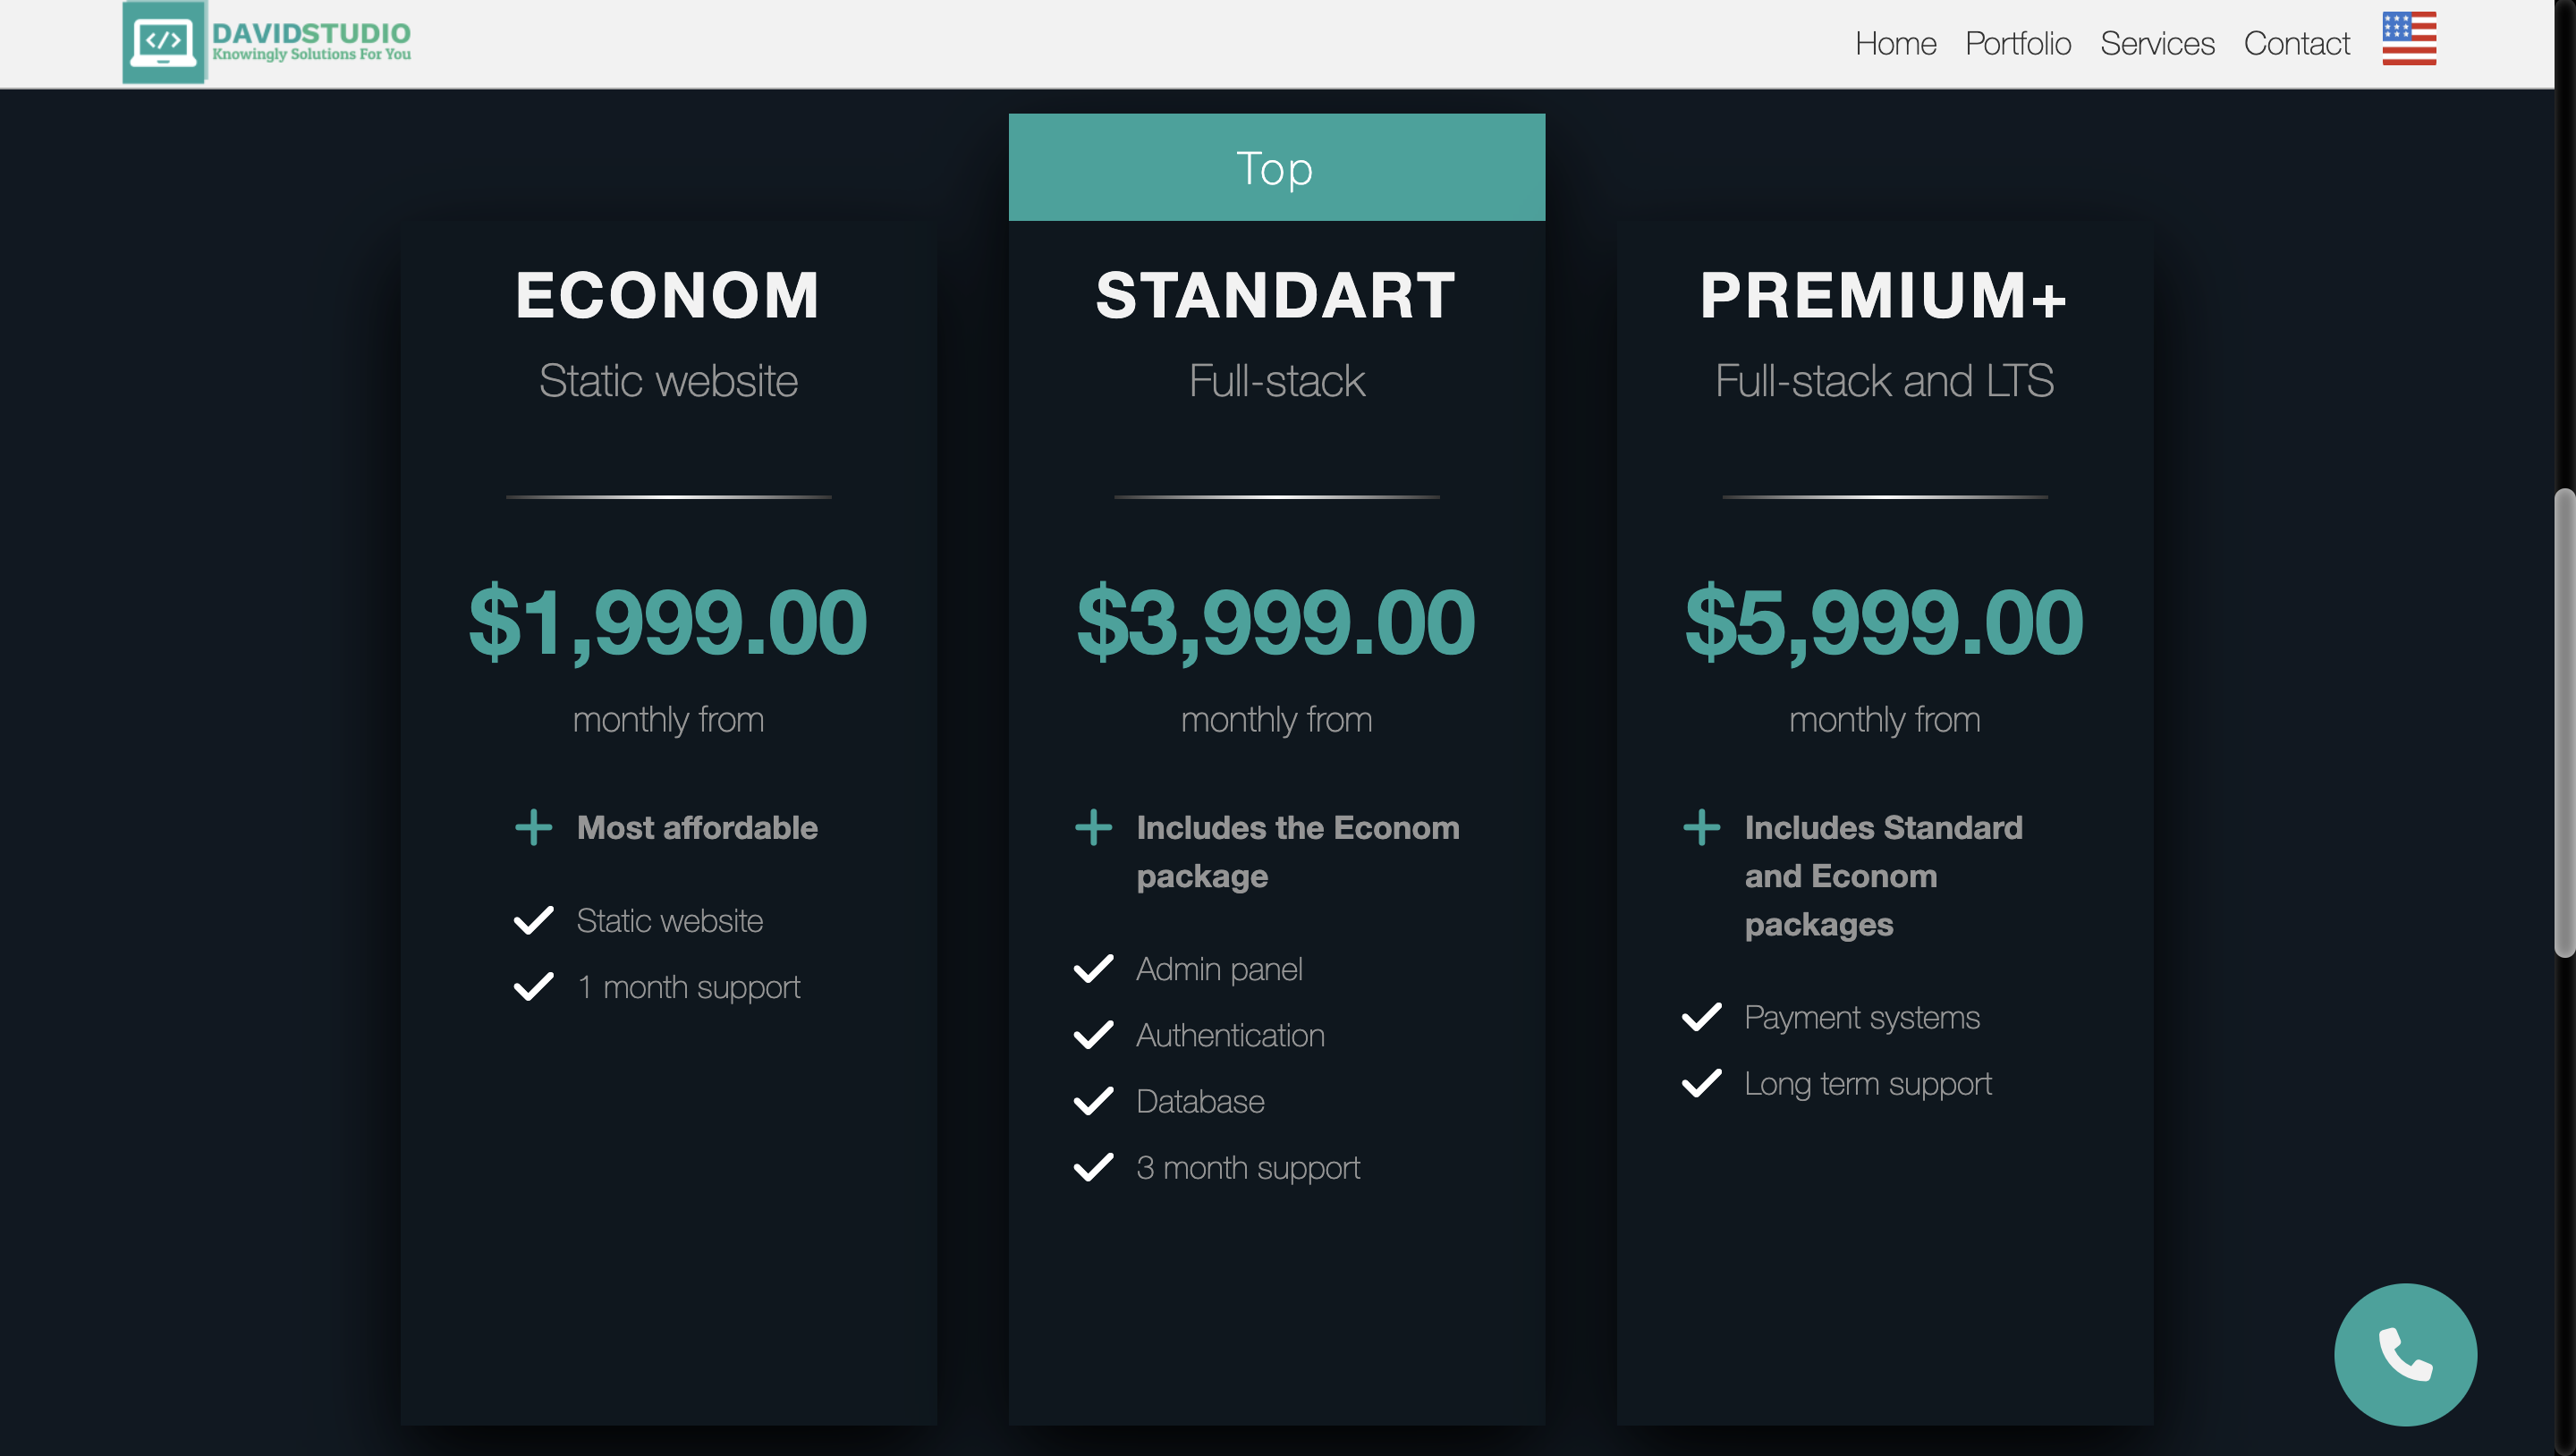 DAVIDSTUDIO
Knowingly Solutions For You
Home Portfolio Services Contact
Top
ECONOM
Static website
$1,999.00
monthly from
Most affordable
Static website
1 month support
STANDART
Full-stack
$3,999.00
monthly from
Includes the Econom
package
Admin panel
Authentication
Database
3 month support
PREMIUM+
Full-stack and LTS
$5,999.00
monthly from
Includes Standard
and Econom
packages
Payment systems
Long term support